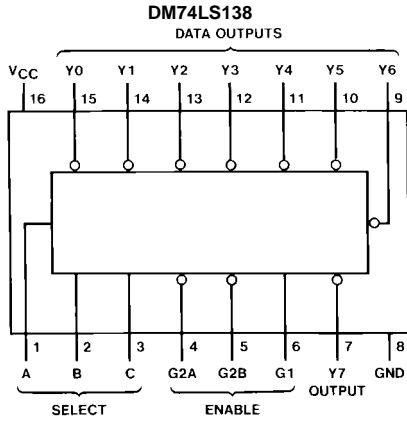 DM74LS138
DATA OUTPUTS
VCC Y0 Y1 Y2 Y3 Y4 Y5 Y6
16 15 14 13 12 11 10 9
1 2 3 4 5 6 7 8
A B C G2A G2B G1 Y7 GND
OUTPUT
SELECT ENABLE